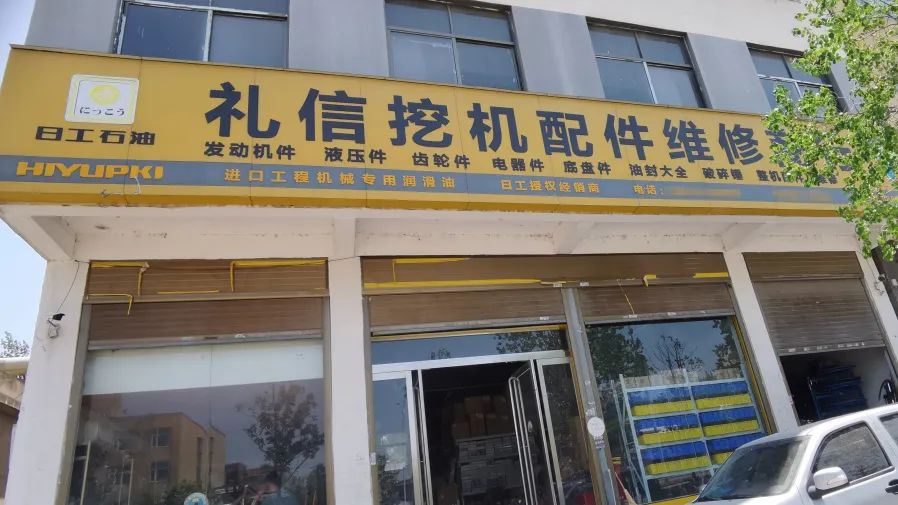 にっこう
日工石油
礼信挖机配件维修
发动机件 液压件 齿轮件 电器件 底盘件 油封大全 破碎锤
HIYUPKI
进口工程机械专用润滑油 日工授权经销商 电话: